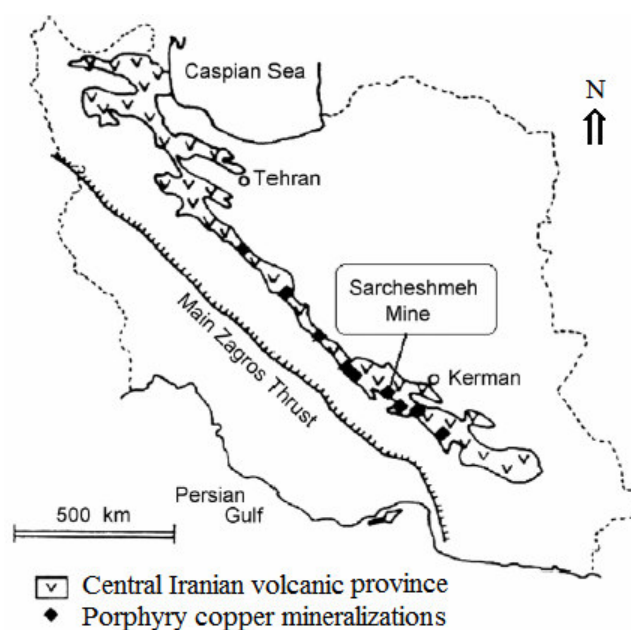 Caspian Sea
N
Tehran
Sarcheshmeh
Mine
Main Zagros Thrust
Kerman
Persian
Gulf
500 km
Central Iranian volcanic province
Porphyry copper mineralizations